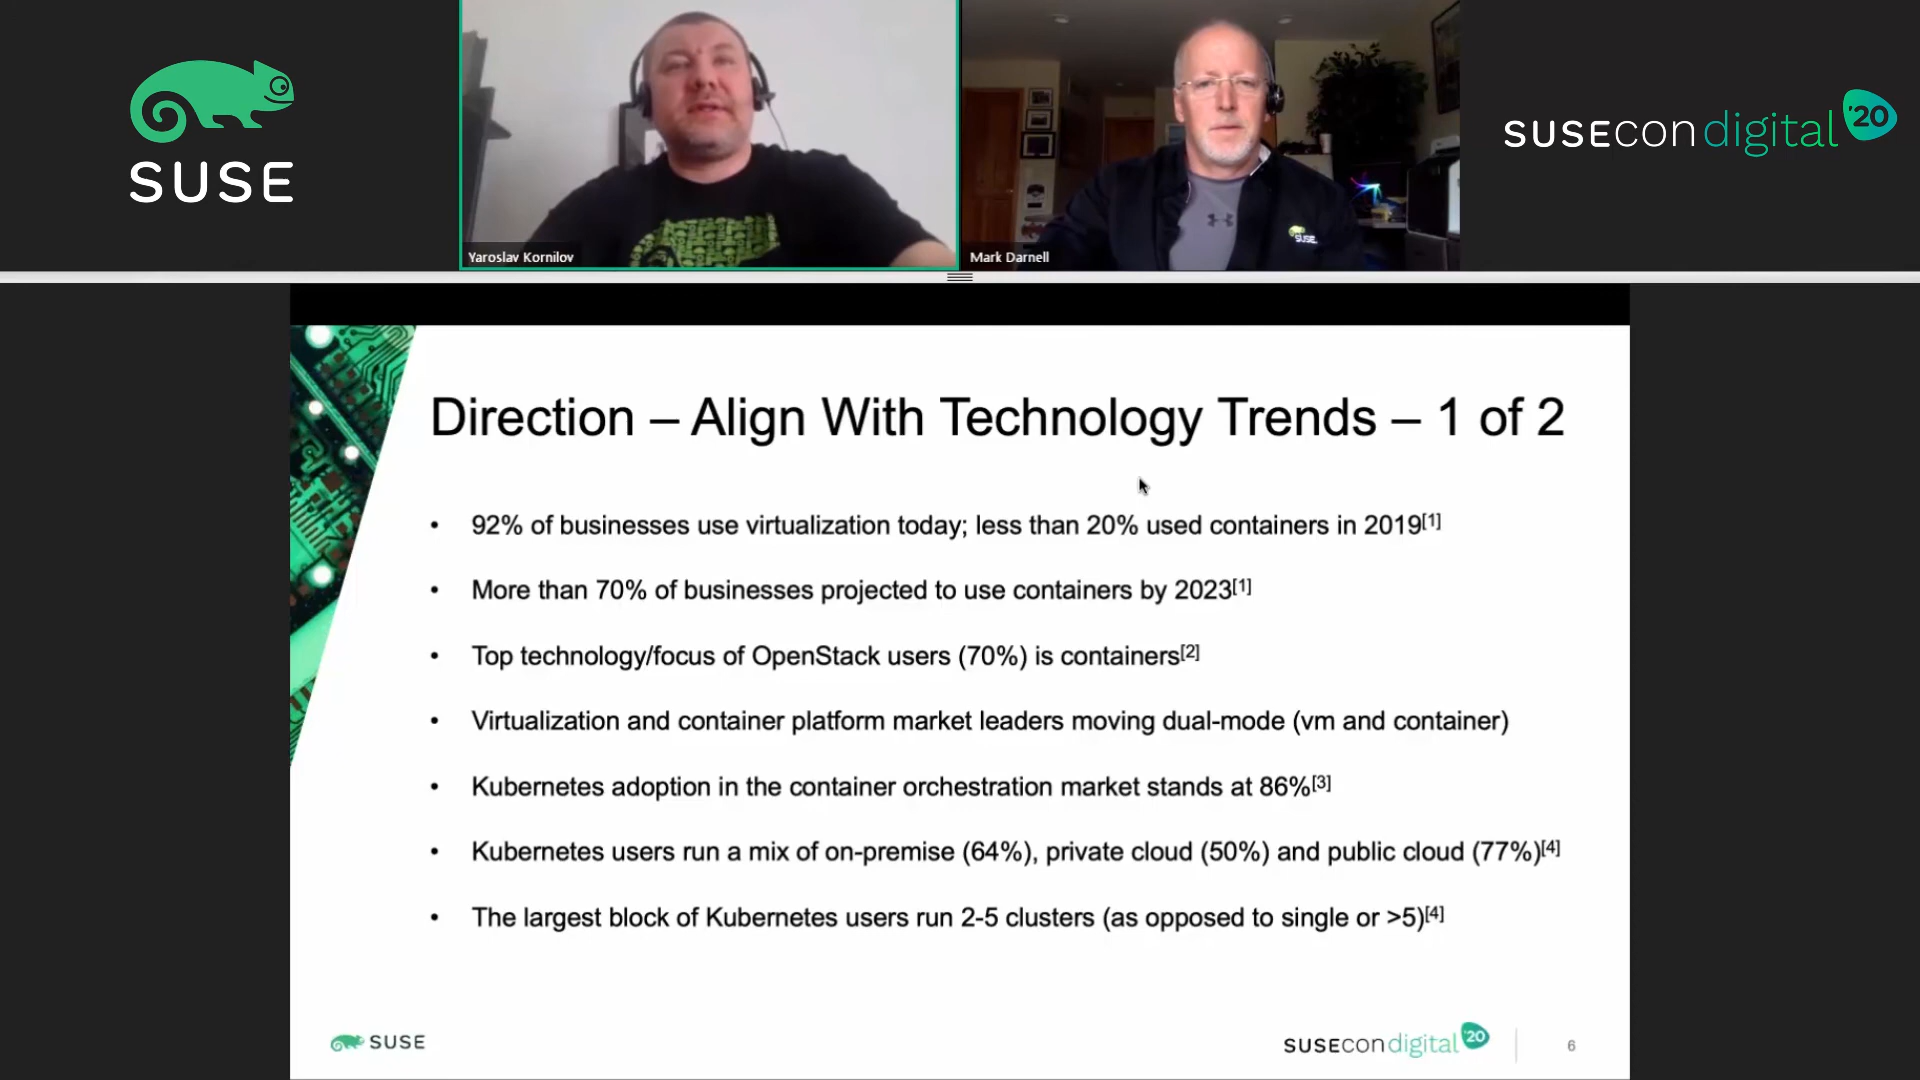 SUSE
Yaroslav Kornilov
Mark Darnell
SUSE
SUSEcon digital '20
Direction – Align With Technology Trends – 1 of 2
• 92% of businesses use virtualization today; less than 20% used containers in 2019[1]
• More than 70% of businesses projected to use containers by 2023[1]
• Top technology/focus of OpenStack users (70%) is containers[2]
• Virtualization and container platform market leaders moving dual-mode (vm and container)
• Kubernetes adoption in the container orchestration market stands at 86%[3]
• Kubernetes users run a mix of on-premise (64%), private cloud (50%) and public cloud (77%)[4]
• The largest block of Kubernetes users run 2-5 clusters (as opposed to single or >5)[4]
SUSE
SUSEcon digital '20
6